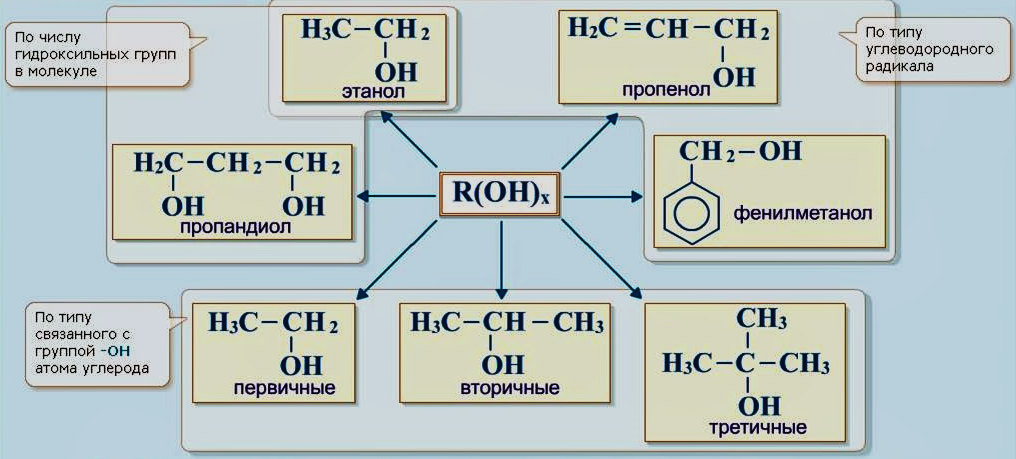 По числу
гидроксильных групп
в молекуле
H₃C–CH₂
OH
этанол
H₂C=CH–CH₂
OH
пропенол
По типу
углеводородного
радикала
H₂C–CH₂–CH₂
OH OH
пропандиол
R(OH)ₓ
CH₂–OH
фенилметанол
По типу
связанного с
группой -OH
атома углерода
H₃C–CH₂
OH
первичные
H₃C–CH–CH₃
OH
вторичные
CH₃
H₃C–C–CH₃
OH
третичные